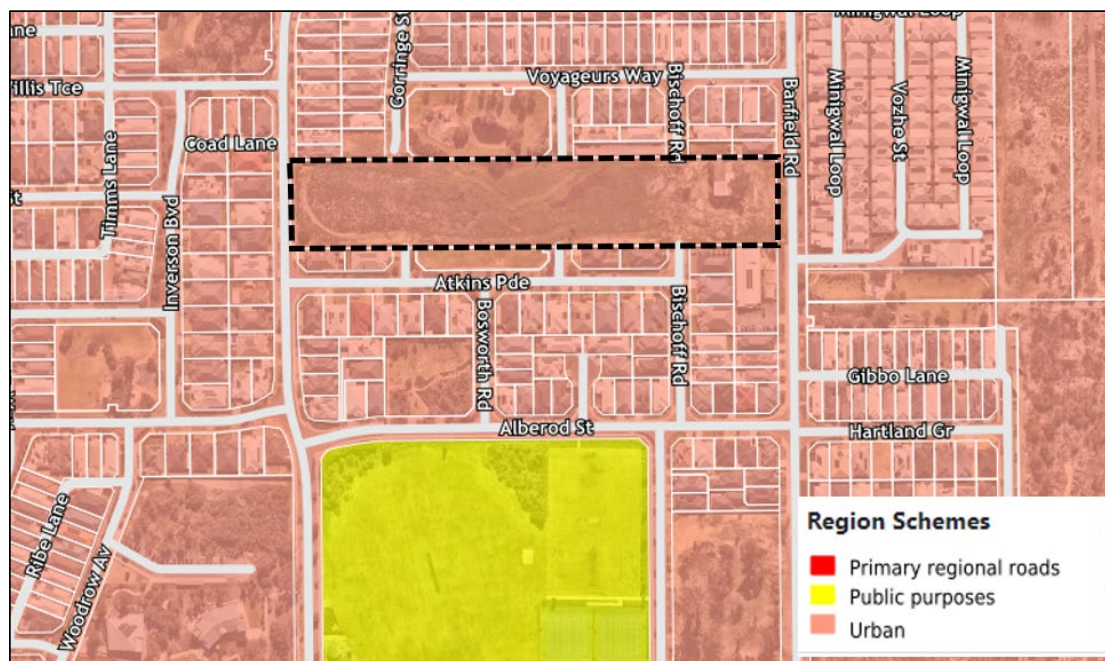 Minigwal Loop
Gorringe St
Voyageurs Way
Bischoff Rd
Barfield Rd
Minigwal Loop
Vozhe St
Minigwal Loop
Willis Tce
Timms Lane
Coad Lane
Inverson Bvd
Atkins Pde
Bosworth Rd
Bischoff Rd
Gibbo Lane
Alberod St
Hartland Gr
Ribe Lane
Woodrow Av
Region Schemes
Primary regional roads
Public purposes
Urban